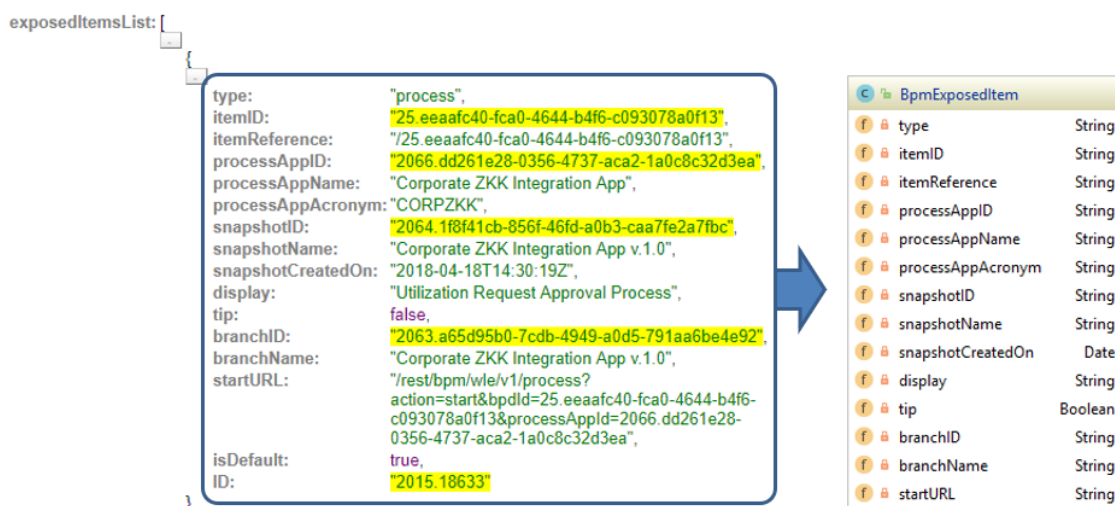 exposedItemsList: [
{
type: "process",
itemID: "25.eeaafc40-fca0-4644-b4f6-c093078a0f13",
itemReference: "/25.eeaafc40-fca0-4644-b4f6-c093078a0f13",
processAppID: "2066.dd261e28-0356-4737-aca2-1a0c8c32d3ea",
processAppName: "Corporate ZKK Integration App",
processAppAcronym: "CORPZKK",
snapshotID: "2064.1f8f41cb-856f-46fd-a0b3-caa7fe2a7fbc",
snapshotName: "Corporate ZKK Integration App v.1.0",
snapshotCreatedOn: "2018-04-18T14:30:19Z",
display: "Utilization Request Approval Process",
tip: false,
branchID: "2063.a65d95b0-7cdb-4949-a0d5-791aa6be4e92",
branchName: "Corporate ZKK Integration App v.1.0",
startURL: "/rest/bpm/wle/v1/process?
action=start&bpdId=25.eeaafc40-fca0-4644-b4f6-
c093078a0f13&processAppId=2066.dd261e28-
0356-4737-aca2-1a0c8c32d3ea",
isDefault: true,
ID: "2015.18633"
}
C BpmExposedItem
f type String
f itemID String
f itemReference String
f processAppID String
f processAppName String
f processAppAcronym String
f snapshotID String
f snapshotName String
f snapshotCreatedOn Date
f display String
f tip Boolean
f branchID String
f branchName String
f startURL String